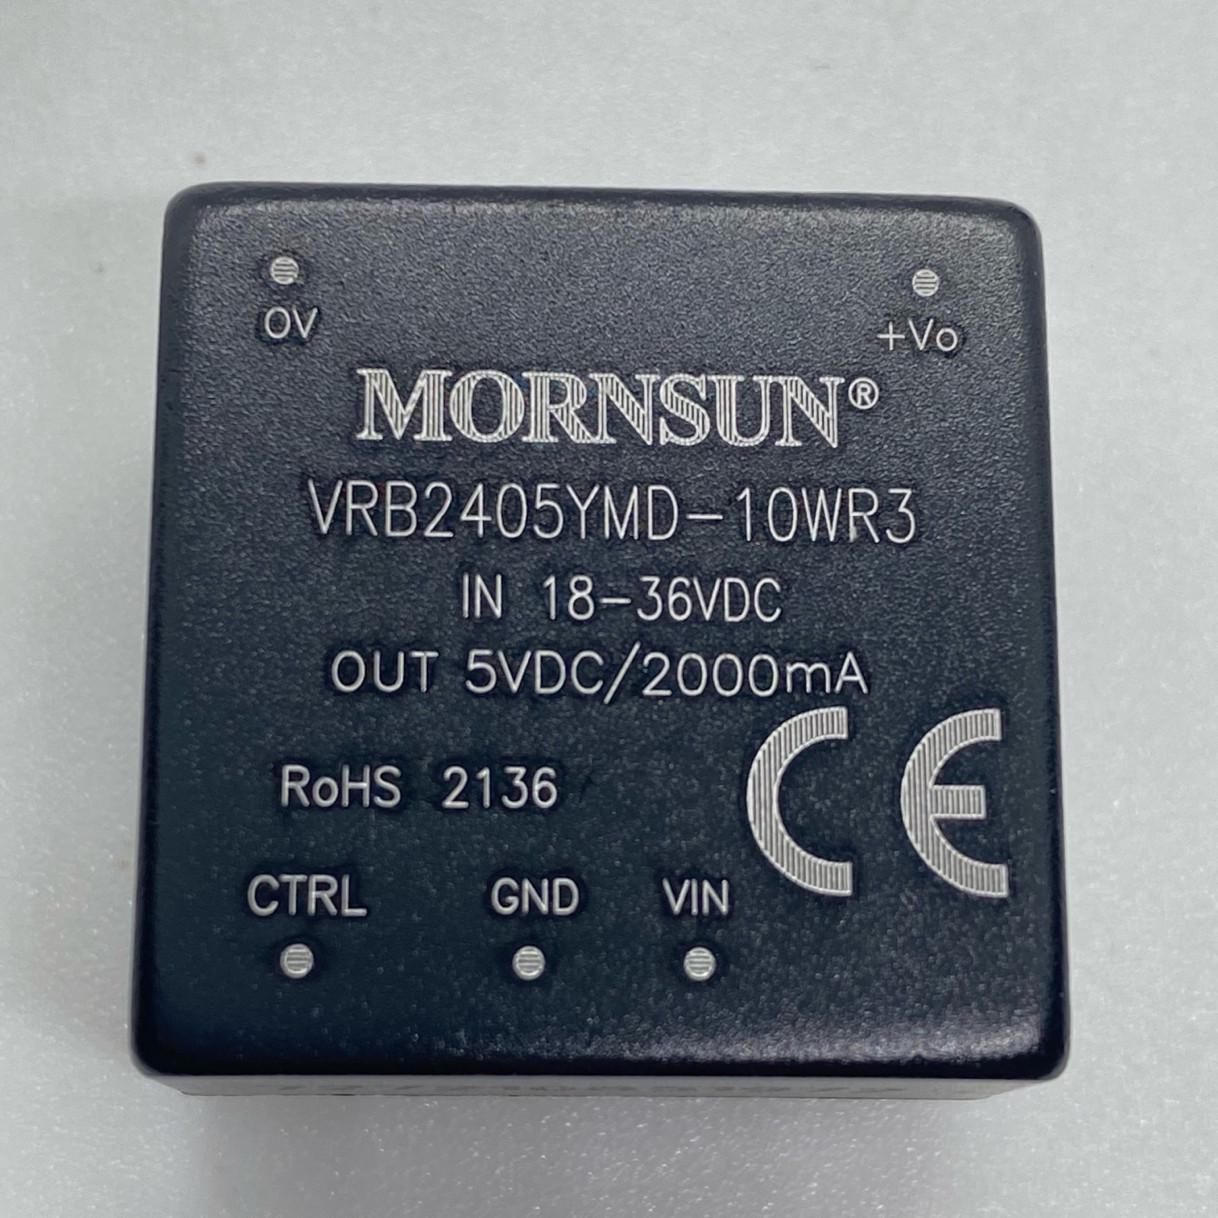 0V +Vo
MORNSUN®
VRB2405YMD-10WR3
IN 18-36VDC
OUT 5VDC/2000mA
RoHS 2136 CE
CTRL GND VIN